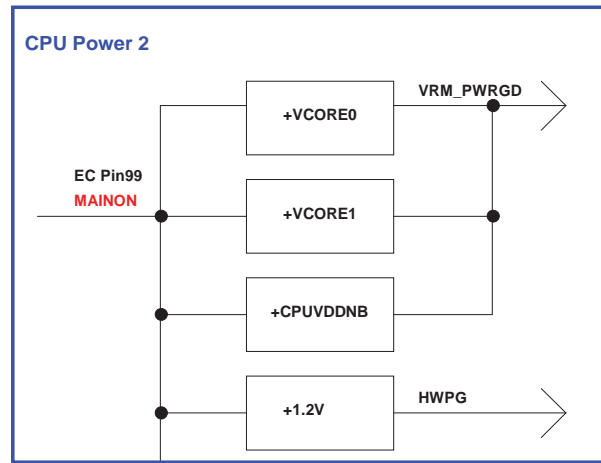 CPU Power 2
VRM_PWRGD
+VCORE0
EC Pin99
MAINON
+VCORE1
+CPUVDDNB
+1.2V
HWPG